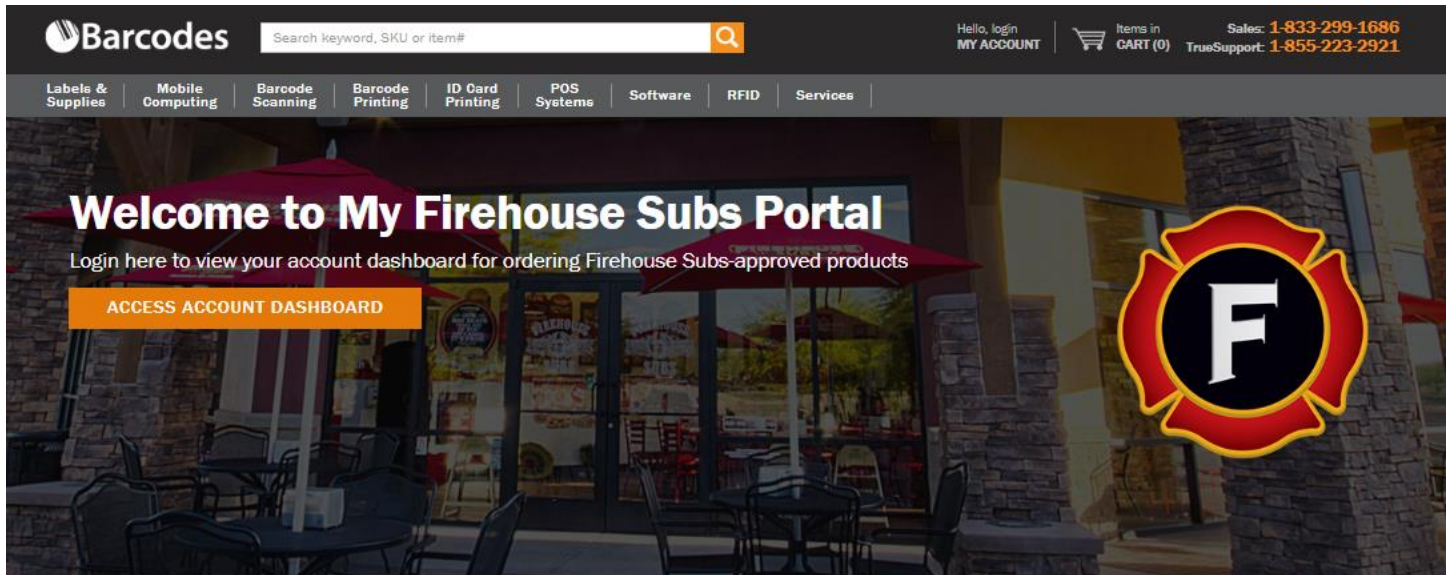 Barcodes
Search keyword, SKU or item#
Hello, login
MY ACCOUNT
Items in
CART (0)
Sales: 1-833-299-1686
TrueSupport: 1-855-223-2921
Labels &
Supplies
Mobile
Computing
Barcode
Scanning
Barcode
Printing
ID Card
Printing
POS
Systems
Software
RFID
Services
Welcome to My Firehouse Subs Portal
Login here to view your account dashboard for ordering Firehouse Subs-approved products
ACCESS ACCOUNT DASHBOARD
F
FIREHOUSE
SUBS